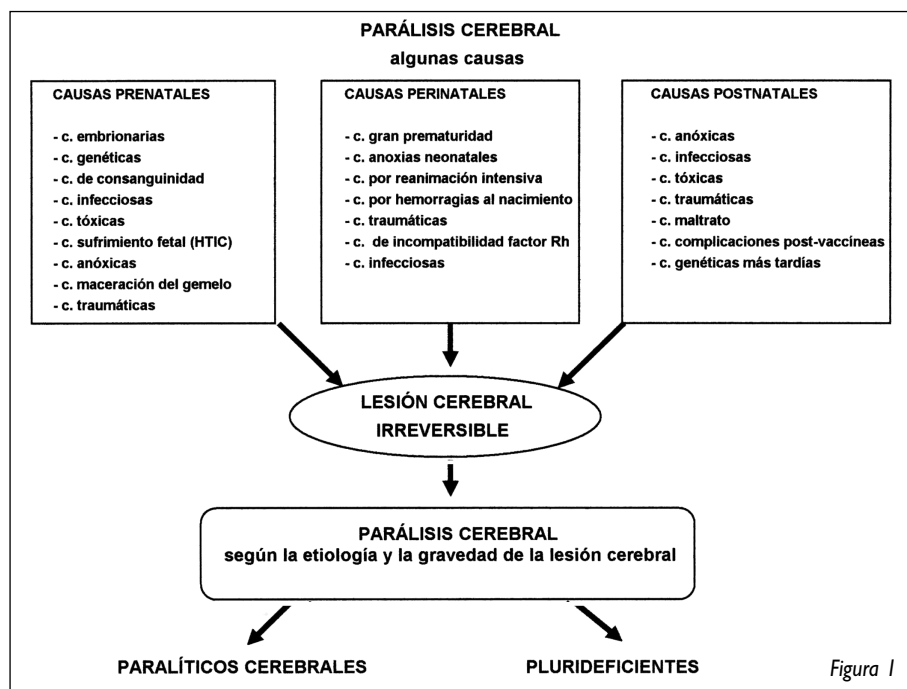 PARÁLISIS CEREBRAL
algunas causas
CAUSAS PRENATALES
- c. embrionarias
- c. genéticas
- c. de consanguinidad
- c. infecciosas
- c. tóxicas
- c. sufrimiento fetal (HTIC)
- c. anóxicas
- c. maceración del gemelo
- c. traumáticas
CAUSAS PERINATALES
- c. gran prematuridad
- c. anoxias neonatales
- c. por reanimación intensiva
- c. por hemorragias al nacimiento
- c. traumáticas
- c. de incompatibilidad factor Rh
- c. infecciosas
CAUSAS POSTNATALES
- c. anóxicas
- c. infecciosas
- c. tóxicas
- c. traumáticas
- c. maltrato
- c. complicaciones post-vaccíneas
- c. genéticas más tardías
LESIÓN CEREBRAL
IRREVERSIBLE
PARÁLISIS CEREBRAL
según la etiología y la gravedad de la lesión cerebral
PARALÍTICOS CEREBRALES
PLURIDEFICIENTES
Figura 1